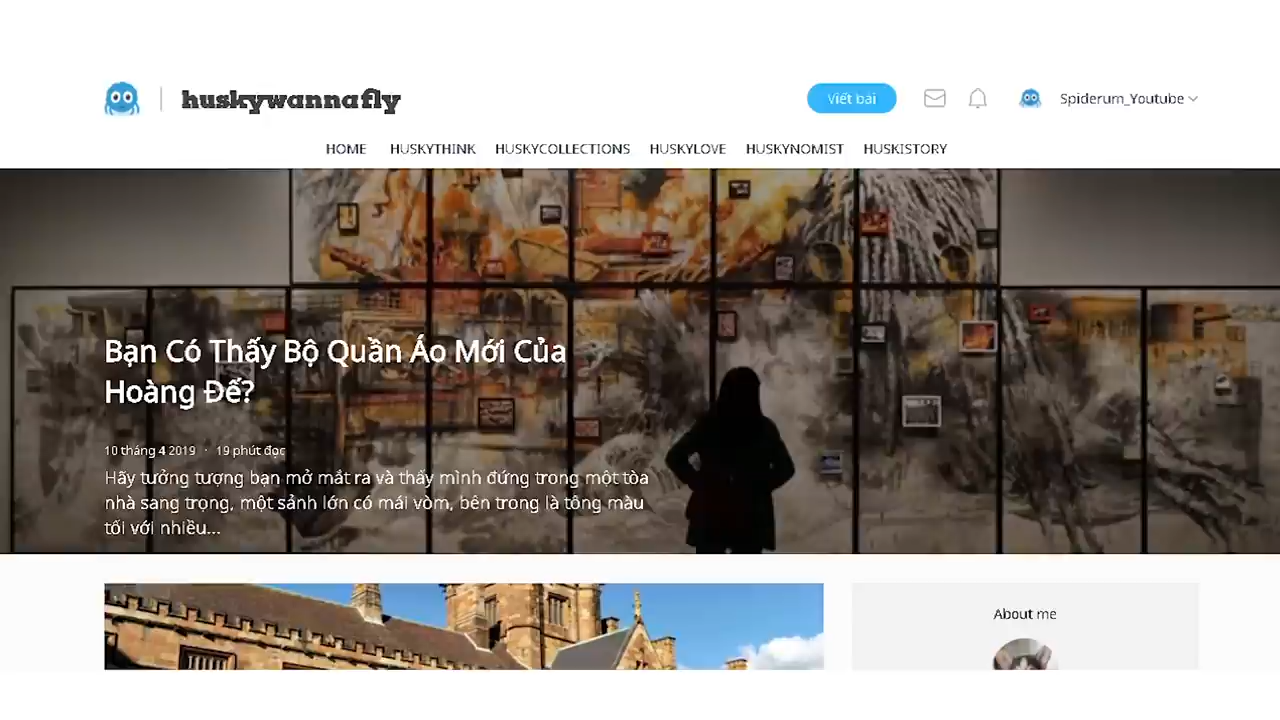 huskywannafly
Viết bài
Spiderum_Youtube
HOME HUSKYTHINK HUSKYCOLLECTIONS HUSKYLOVE HUSKYNOMIST HUSKISTORY
Bạn Có Thấy Bộ Quần Áo Mới Của
Hoàng Đế?
10 tháng 4 2019 · 19 phút đọc
Hãy tưởng tượng bạn mở mắt ra và thấy mình đứng trong một tòa
nhà sang trọng, một sảnh lớn có mái vòm, bên trong là tông màu
tối với nhiều...
About me